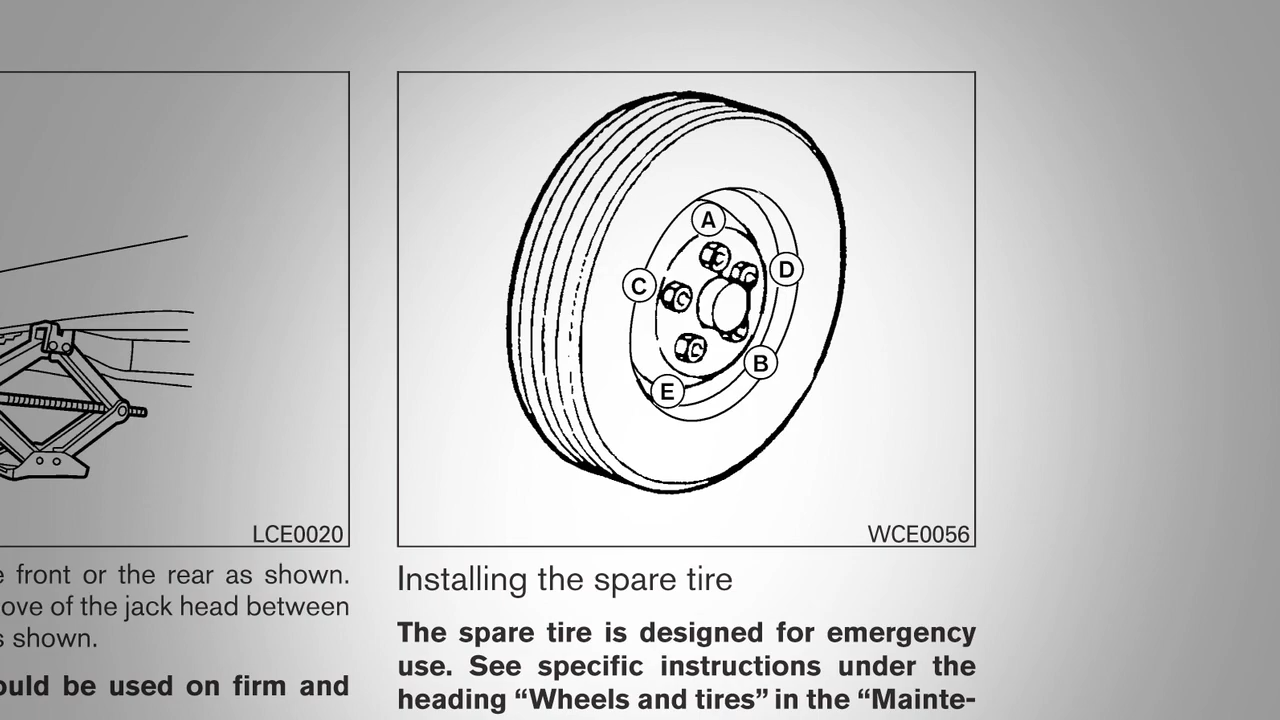 A
D
C
B
E
LCE0020
WCE0056
front or the rear as shown.
of the jack head between
shown.
be used on firm and
Installing the spare tire
The spare tire is designed for emergency
use. See specific instructions under the
heading “Wheels and tires” in the “Mainte-